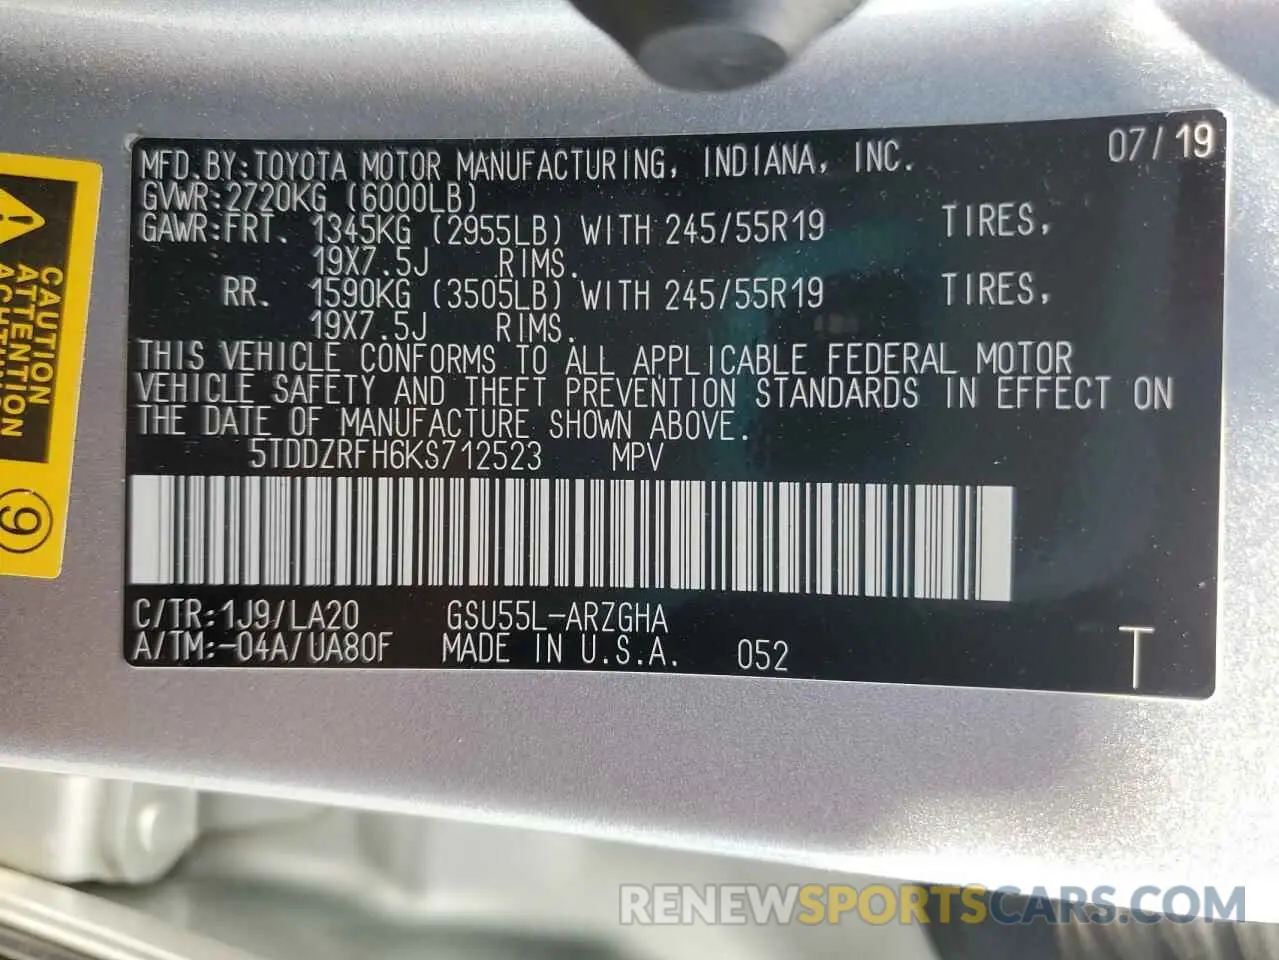 MFD.BY:TOYOTA MOTOR MANUFACTURING, INDIANA, INC. 07/19
GVWR:2720KG (6000LB)
GAWR:FRT. 1345KG (2955LB) WITH 245/55R19 TIRES,
19X7.5J RIMS.
RR. 1590KG (3505LB) WITH 245/55R19 TIRES,
19X7.5J RIMS.
THIS VEHICLE CONFORMS TO ALL APPLICABLE FEDERAL MOTOR
VEHICLE SAFETY AND THEFT PREVENTION STANDARDS IN EFFECT ON
THE DATE OF MANUFACTURE SHOWN ABOVE.
5TDDZRFH6KS712523 MPV
C/TR:1J9/LA20 GSU55L-ARZGHA
A/TM:-04A/UA80F MADE IN U.S.A. 052 T
CAUTION
ATTENTION
9
RENEWSPORTSCARS.COM